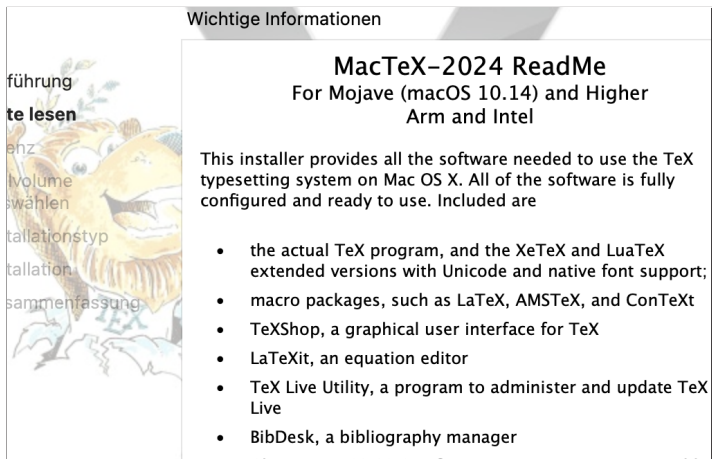 Wichtige Informationen
führung
te lesen
enz
lvolume
swählen
tallationstyp
tallation
sammenfassung
TEX
MacTeX-2024 ReadMe
For Mojave (macOS 10.14) and Higher
Arm and Intel
This installer provides all the software needed to use the TeX
typesetting system on Mac OS X. All of the software is fully
configured and ready to use. Included are
• the actual TeX program, and the XeTeX and LuaTeX
extended versions with Unicode and native font support;
• macro packages, such as LaTeX, AMSTeX, and ConTeXt
• TeXShop, a graphical user interface for TeX
• LaTeXit, an equation editor
• TeX Live Utility, a program to administer and update TeX
Live
• BibDesk, a bibliography manager